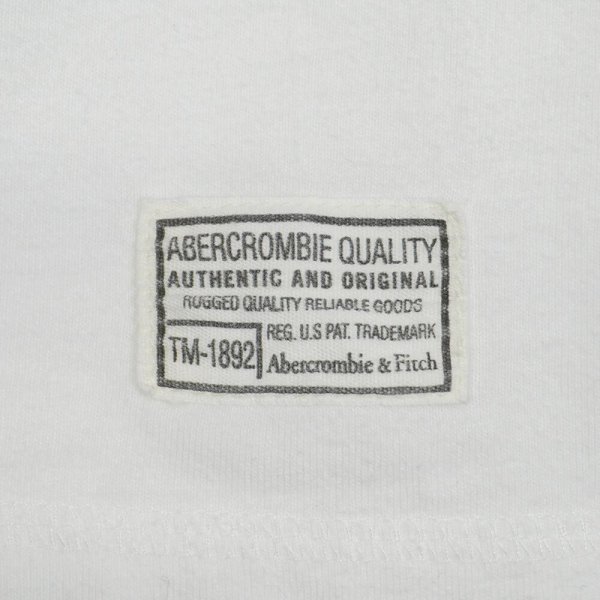 ABERCROMBIE QUALITY
AUTHENTIC AND ORIGINAL
RUGGED QUALITY RELIABLE GOODS
TM-1892
REG. U.S PAT. TRADEMARK
Abercrombie & Fitch